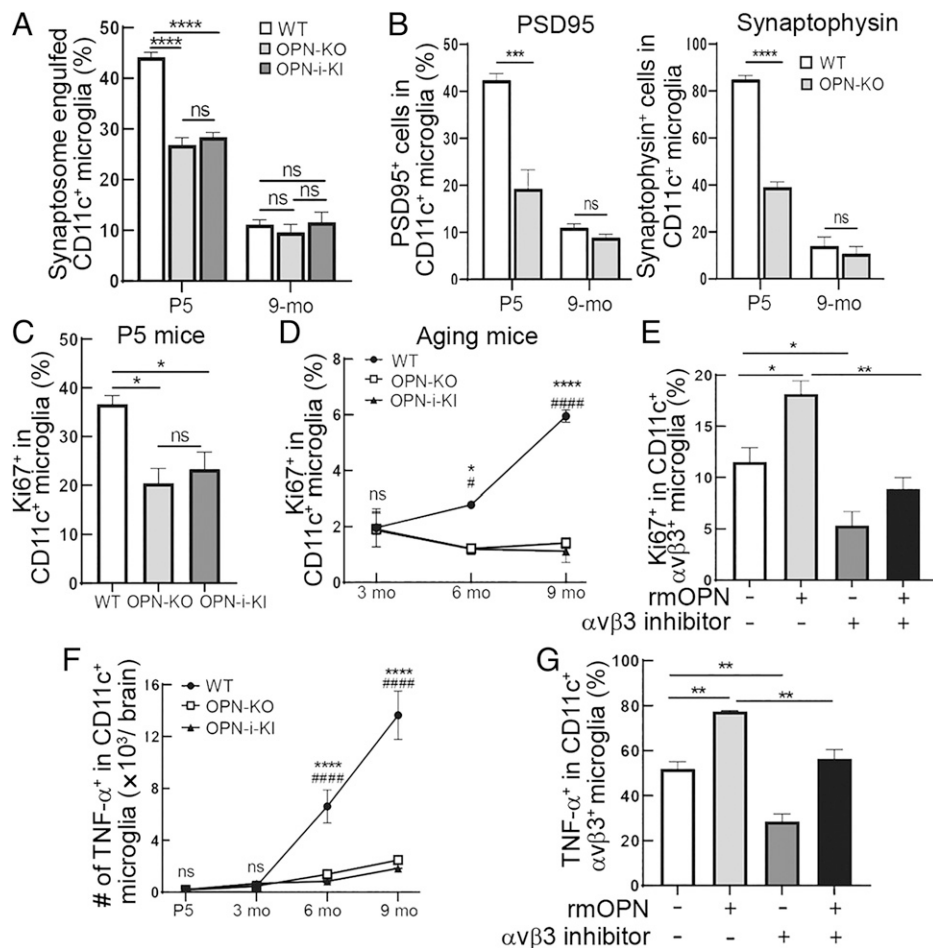 A
Synaptosome engulfed
CD11c⁺ microglia (%)
50
40
30
20
10
0
****
****
ns
ns
ns
ns
WT
OPN-KO
OPN-i-KI
P5
9-mo
B
PSD95
PSD95⁺ cells in
CD11c⁺ microglia (%)
50
40
30
20
10
0
***
ns
P5
9-mo
Synaptophysin
Synaptophysin⁺ cells in
CD11c⁺ microglia
100
80
60
40
20
0
****
ns
WT
OPN-KO
P5
9-mo
C
P5 mice
Ki67⁺ in
CD11c⁺ microglia (%)
50
40
30
20
10
0
*
*
ns
WT
OPN-KO
OPN-i-KI
D
Aging mice
Ki67⁺ in
CD11c⁺ microglia (%)
8
6
4
2
0
WT
OPN-KO
OPN-i-KI
ns
*
#
****
####
3 mo
6 mo
9 mo
E
Ki67⁺ in CD11c⁺
αvβ3⁺ microglia (%)
20
15
10
5
0
*
*
**
rmOPN - + - +
αvβ3 inhibitor - - + +
F
# of TNF-α⁺ in CD11c⁺
microglia (×10³/ brain)
16
12
8
4
0
WT
OPN-KO
OPN-i-KI
ns
ns
****
####
****
####
P5
3 mo
6 mo
9 mo
G
TNF-α⁺ in CD11c⁺
αvβ3⁺ microglia (%)
100
80
60
40
20
0
**
**
**
rmOPN - + - +
αvβ3 inhibitor - - + +